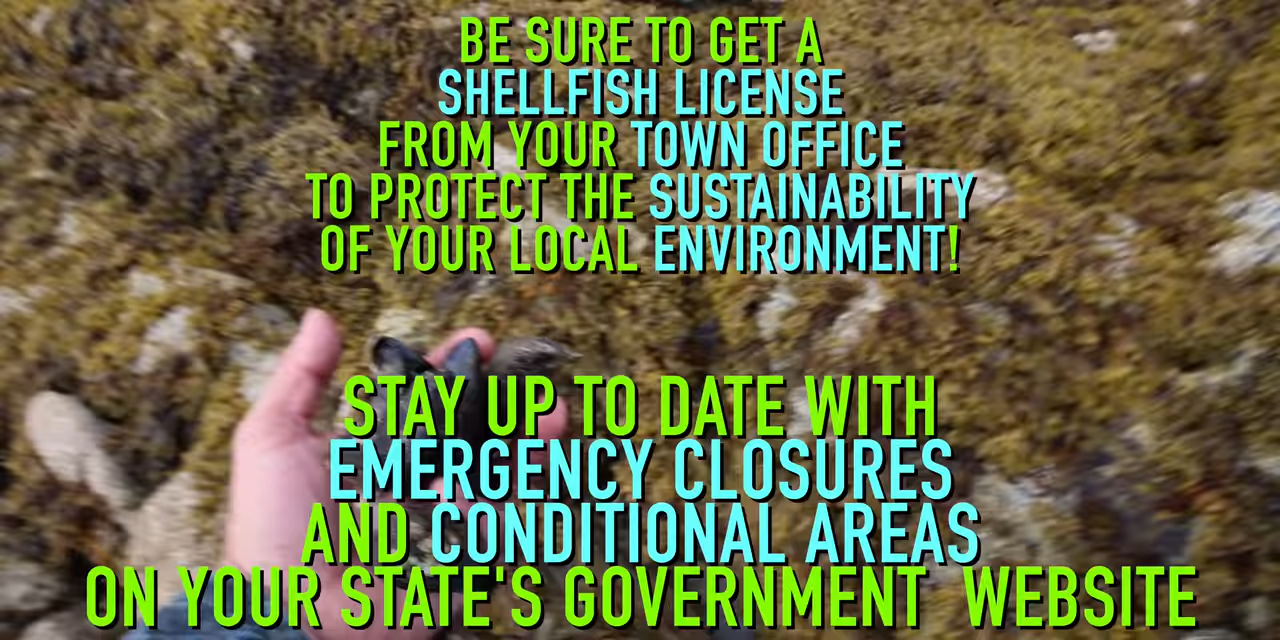 BE SURE TO GET A
SHELLFISH LICENSE
FROM YOUR TOWN OFFICE
TO PROTECT THE SUSTAINABILITY
OF YOUR LOCAL ENVIRONMENT!
STAY UP TO DATE WITH
EMERGENCY CLOSURES
AND CONDITIONAL AREAS
ON YOUR STATE'S GOVERNMENT WEBSITE